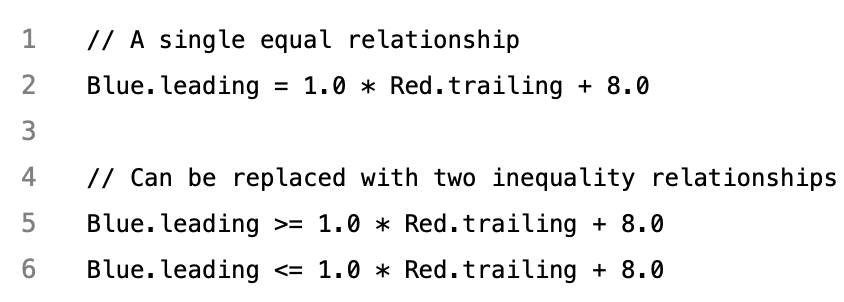 1 // A single equal relationship
2 Blue.leading = 1.0 * Red.trailing + 8.0
3
4 // Can be replaced with two inequality relationships
5 Blue.leading >= 1.0 * Red.trailing + 8.0
6 Blue.leading <= 1.0 * Red.trailing + 8.0